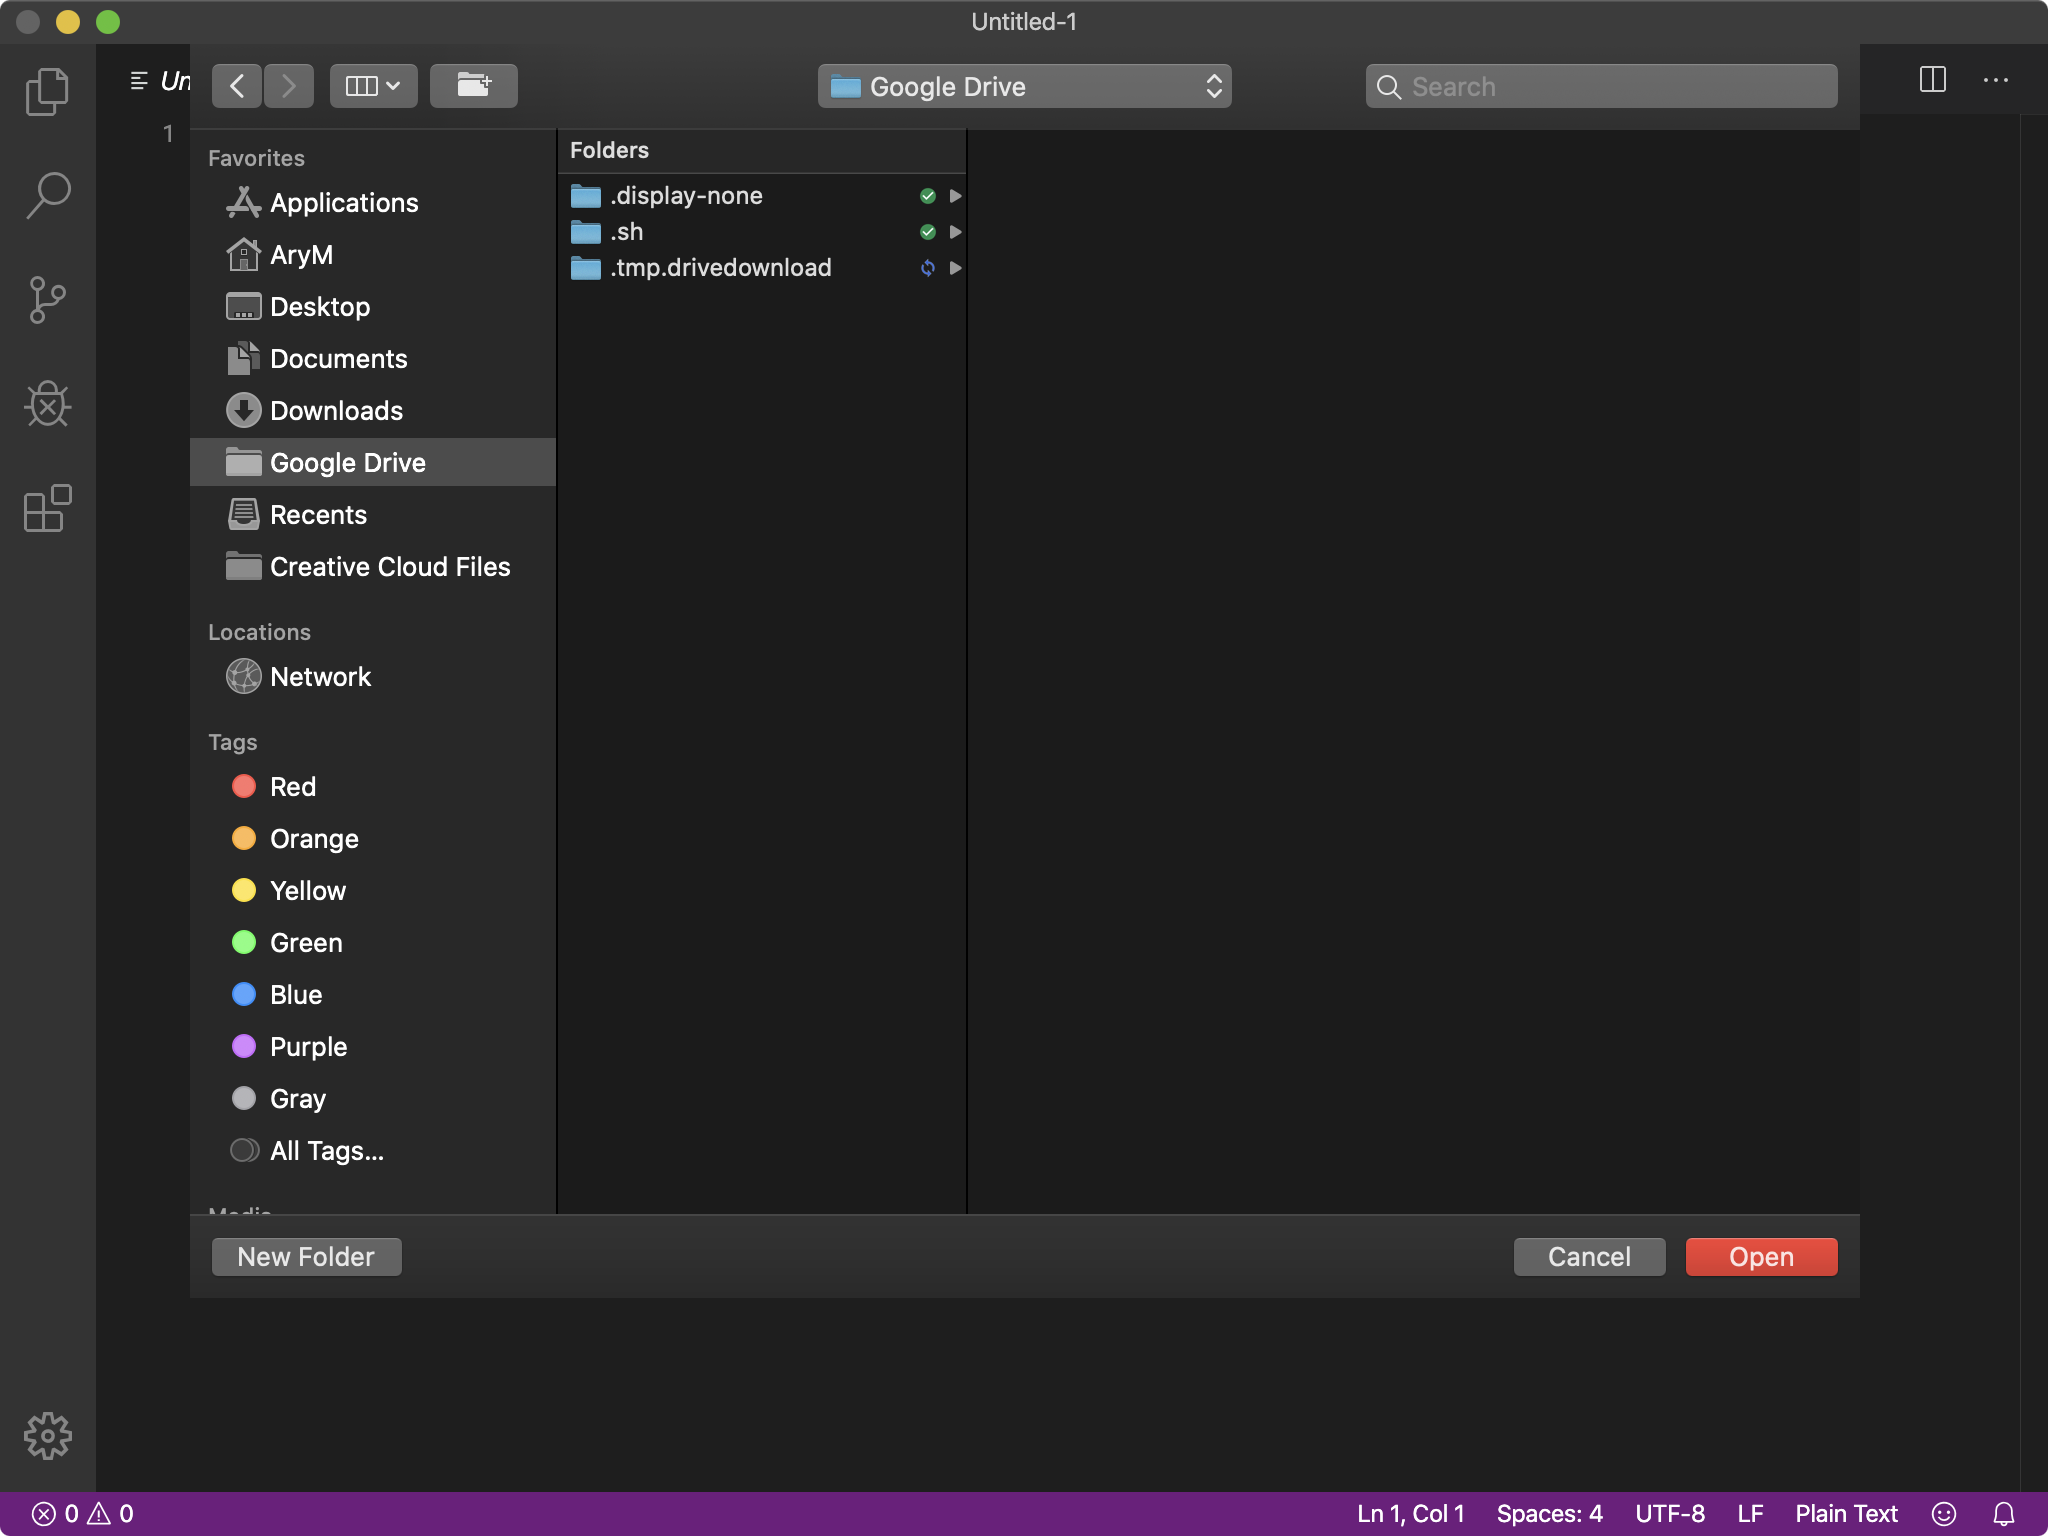 Untitled-1
Un
Google Drive
Search
1
Favorites
Applications
AryM
Desktop
Documents
Downloads
Google Drive
Recents
Creative Cloud Files
Locations
Network
Tags
Red
Orange
Yellow
Green
Blue
Purple
Gray
All Tags...
Media
Folders
.display-none
.sh
.tmp.drivedownload
New Folder
Cancel
Open
0 0
Ln 1, Col 1 Spaces: 4 UTF-8 LF Plain Text